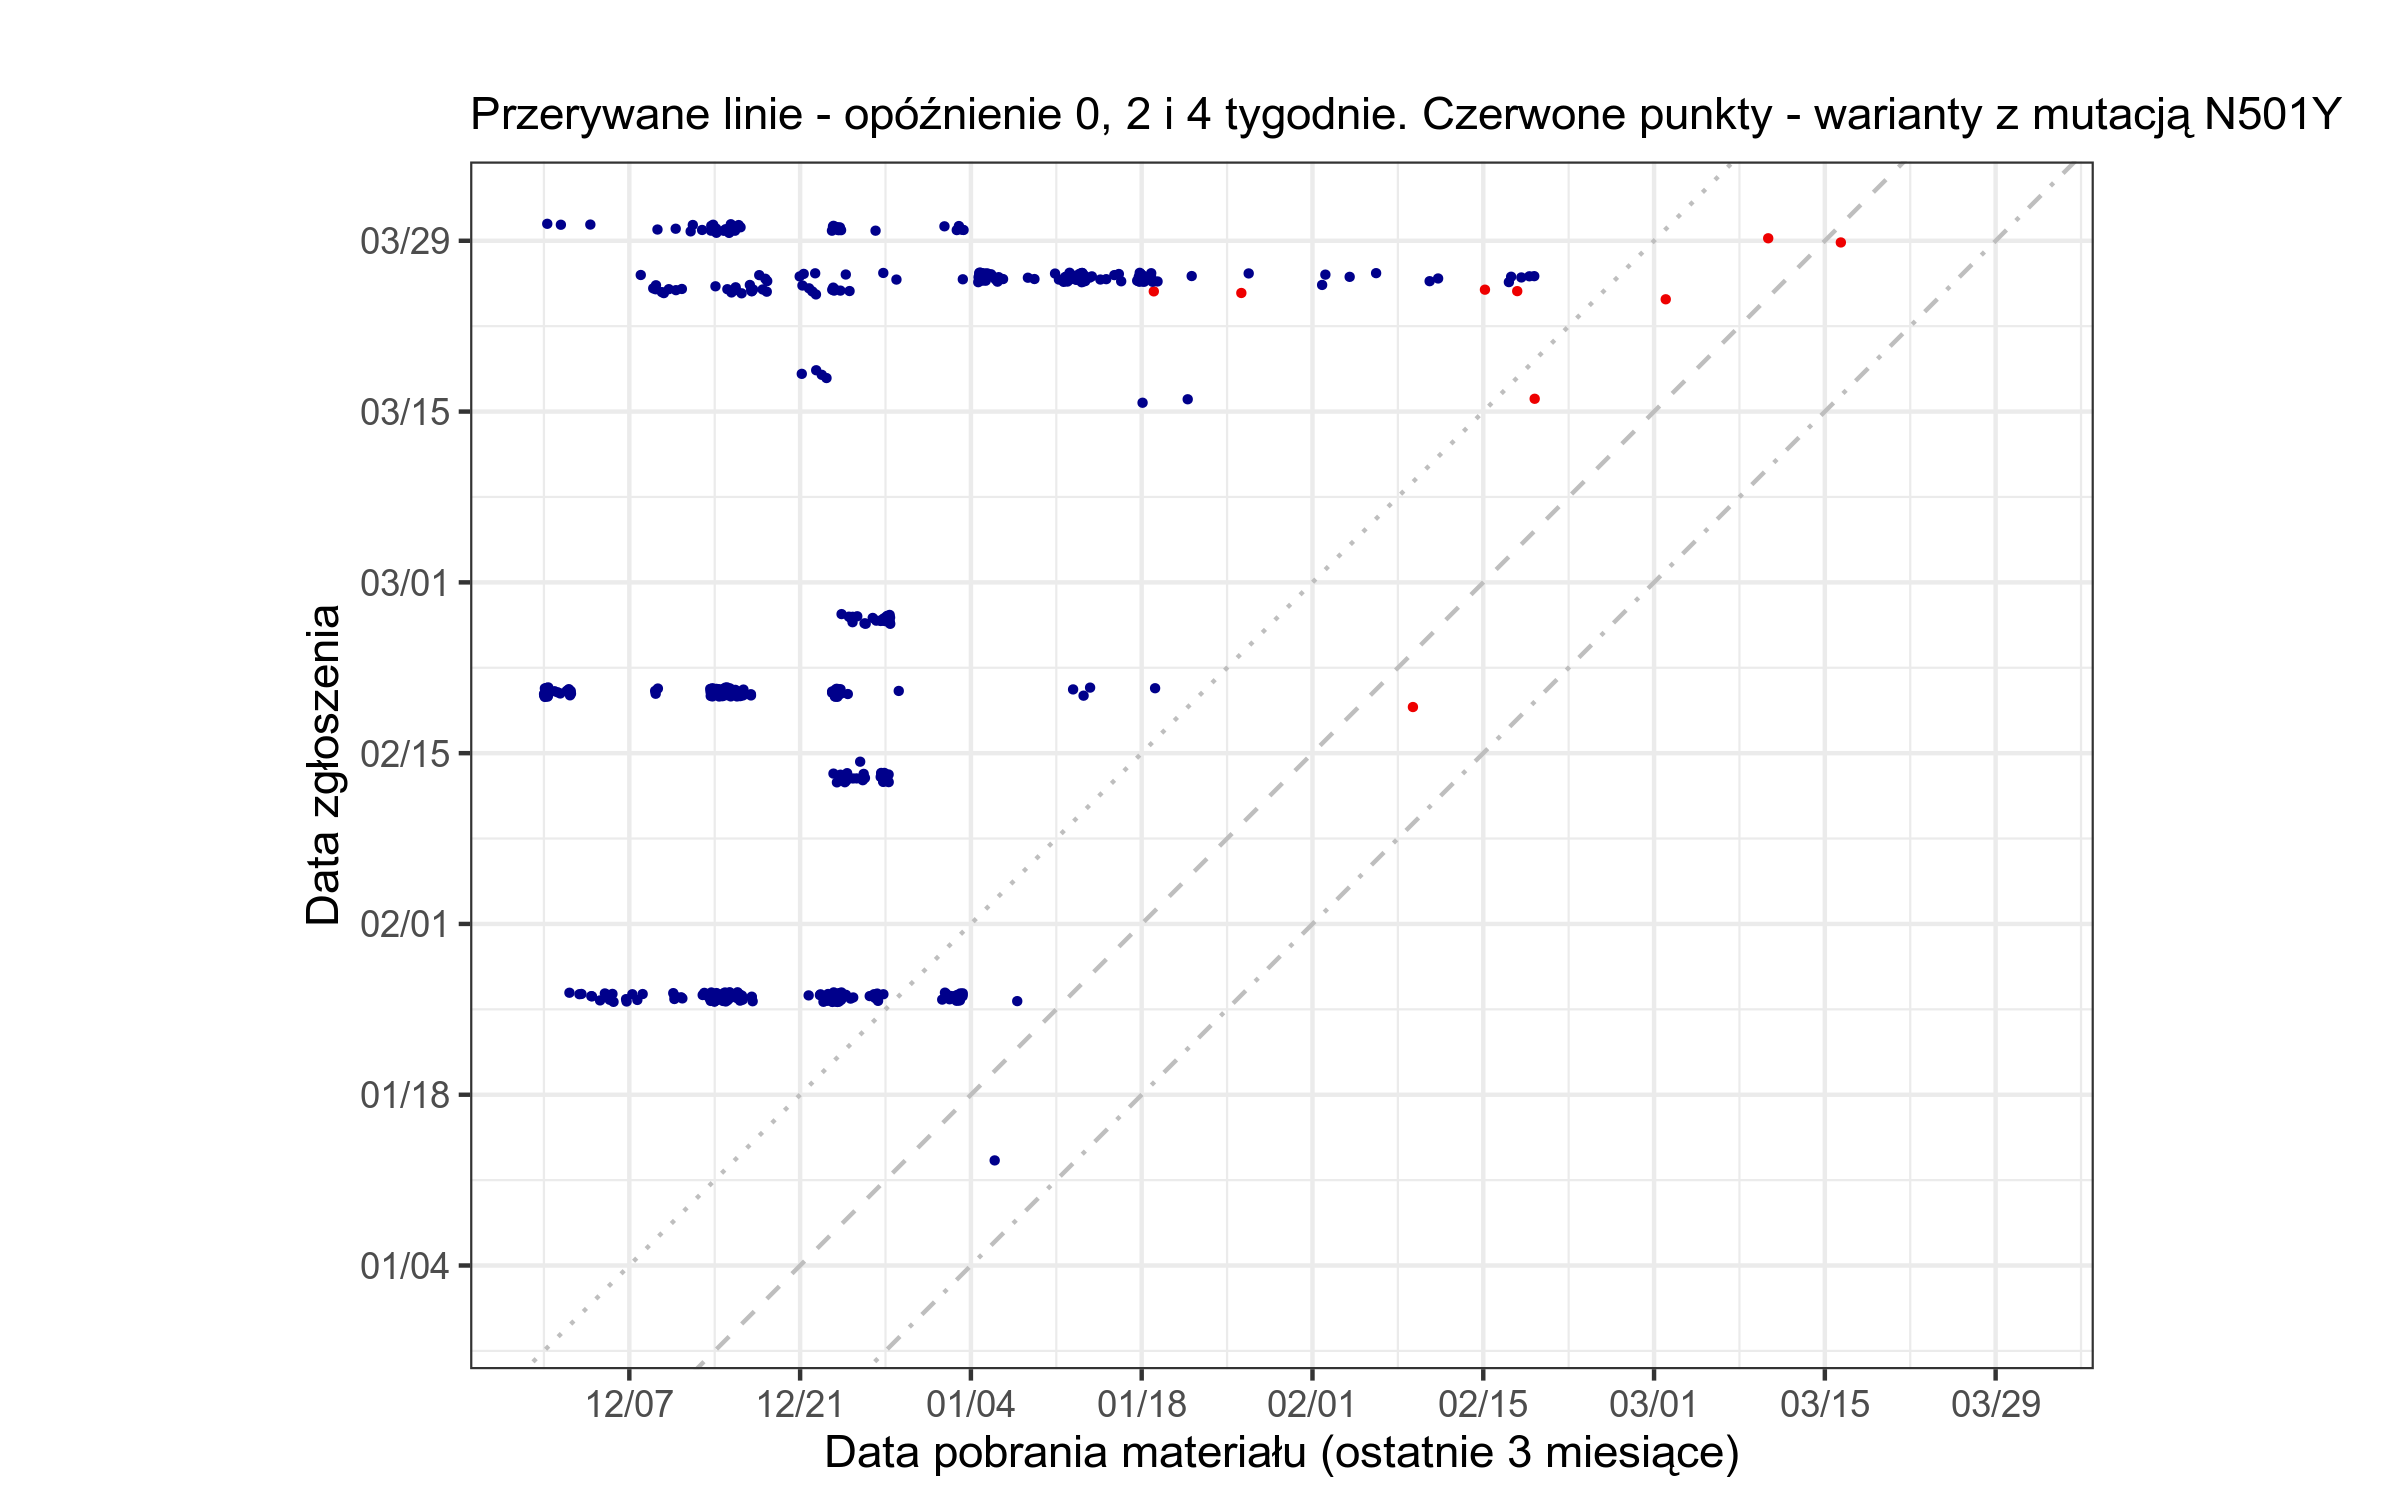 Przerywane linie - opóźnienie 0, 2 i 4 tygodnie. Czerwone punkty - warianty z mutacją N501Y
Data zgłoszenia
03/29
03/15
03/01
02/15
02/01
01/18
01/04
12/07 12/21 01/04 01/18 02/01 02/15 03/01 03/15 03/29
Data pobrania materiału (ostatnie 3 miesiące)